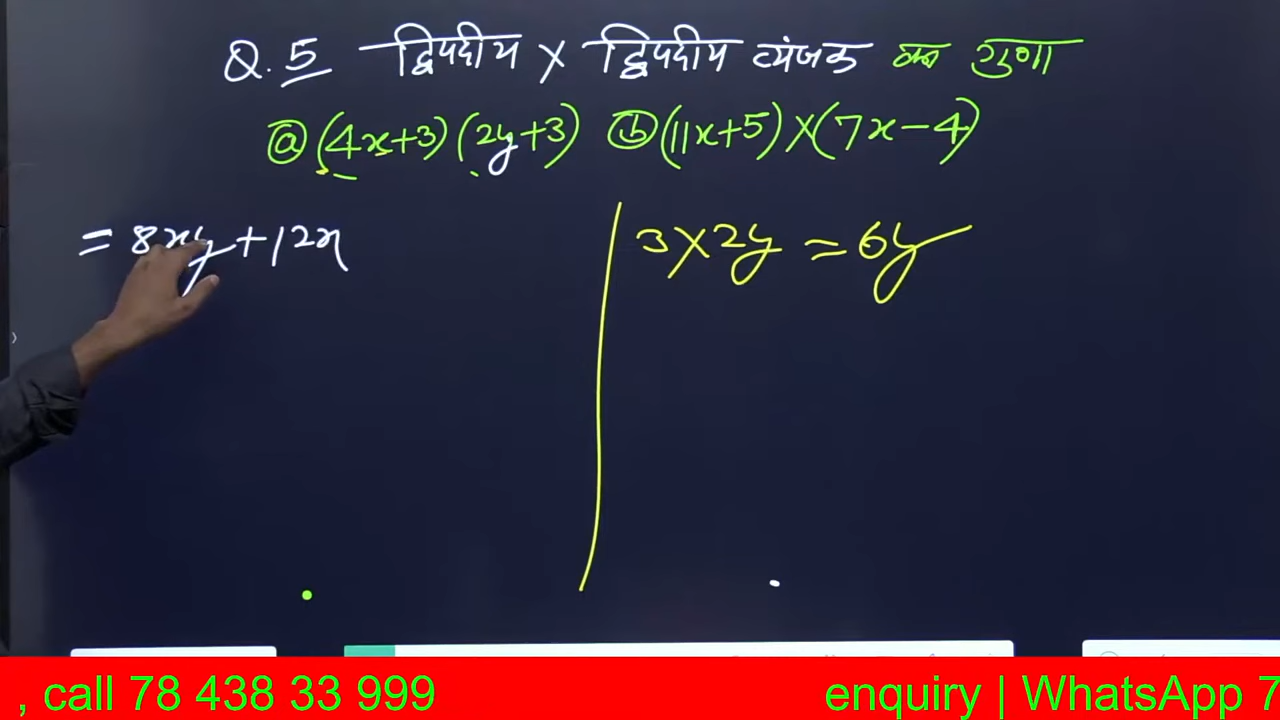 Q. 5 द्विपदीय X द्विपदीय व्यंजक का गुणा
ⓐ (4x+3) (2y+3) ⓑ (11x+5) X (7x-4)
= 8xy + 12x
3 X 2y = 6y
, call 78 438 33 999
enquiry | WhatsApp 7